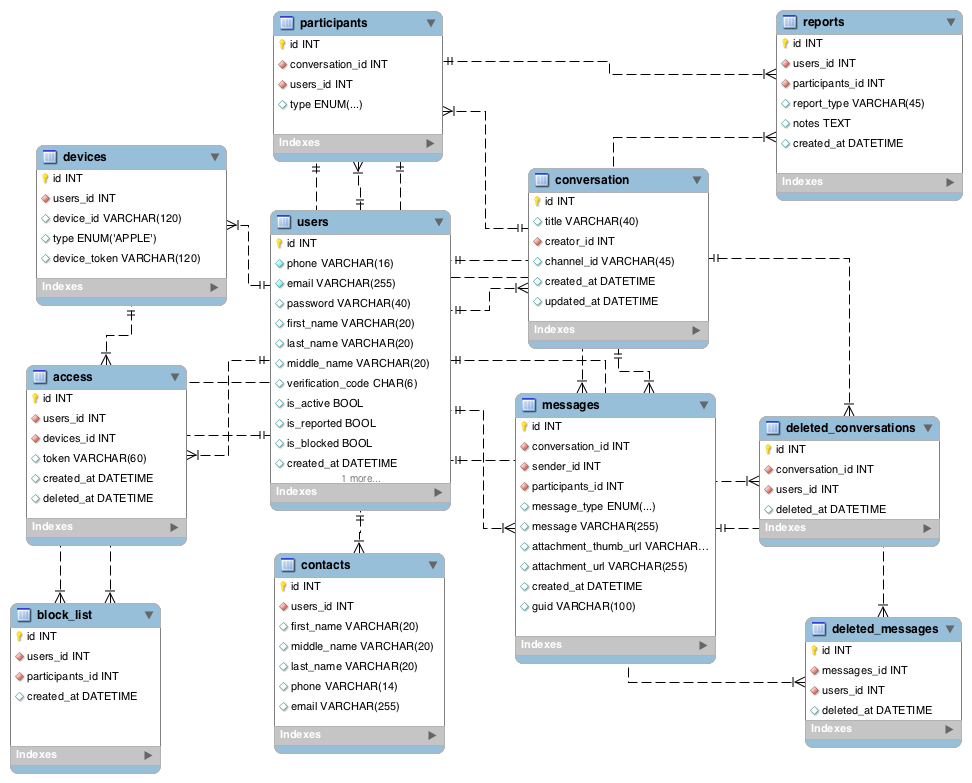 participants
id INT
conversation_id INT
users_id INT
type ENUM(...)
Indexes
reports
id INT
users_id INT
participants_id INT
report_type VARCHAR(45)
notes TEXT
created_at DATETIME
Indexes
devices
id INT
users_id INT
device_id VARCHAR(120)
type ENUM('APPLE')
device_token VARCHAR(120)
Indexes
users
id INT
phone VARCHAR(16)
email VARCHAR(255)
password VARCHAR(40)
first_name VARCHAR(20)
last_name VARCHAR(20)
middle_name VARCHAR(20)
verification_code CHAR(6)
is_active BOOL
is_reported BOOL
is_blocked BOOL
created_at DATETIME
1 more...
Indexes
conversation
id INT
title VARCHAR(40)
creator_id INT
channel_id VARCHAR(45)
created_at DATETIME
updated_at DATETIME
Indexes
access
id INT
users_id INT
devices_id INT
token VARCHAR(60)
created_at DATETIME
deleted_at DATETIME
Indexes
messages
id INT
conversation_id INT
sender_id INT
participants_id INT
message_type ENUM(...)
message VARCHAR(255)
attachment_thumb_url VARCHAR...
attachment_url VARCHAR(255)
created_at DATETIME
guid VARCHAR(100)
Indexes
deleted_conversations
id INT
conversation_id INT
users_id INT
deleted_at DATETIME
Indexes
block_list
id INT
users_id INT
participants_id INT
created_at DATETIME
Indexes
contacts
id INT
users_id INT
first_name VARCHAR(20)
middle_name VARCHAR(20)
last_name VARCHAR(20)
phone VARCHAR(14)
email VARCHAR(255)
Indexes
deleted_messages
id INT
messages_id INT
users_id INT
deleted_at DATETIME
Indexes